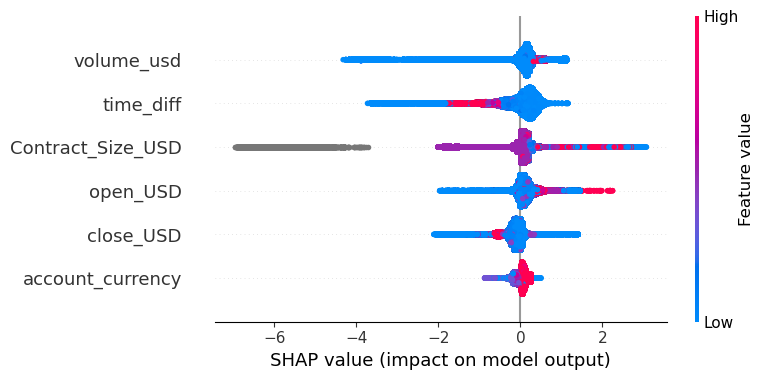 High
volume_usd
time_diff
Contract_Size_USD
open_USD
close_USD
account_currency
Feature value
Low
−6 −4 −2 0 2
SHAP value (impact on model output)